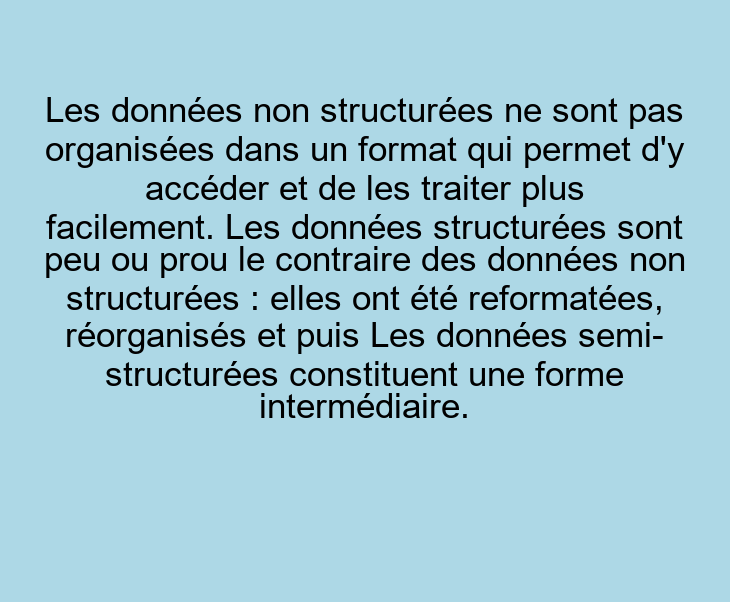 Les données non structurées ne sont pas
organisées dans un format qui permet d'y
accéder et de les traiter plus
facilement. Les données structurées sont
peu ou prou le contraire des données non
structurées : elles ont été reformatées,
réorganisés et puis Les données semi-
structurées constituent une forme
intermédiaire.